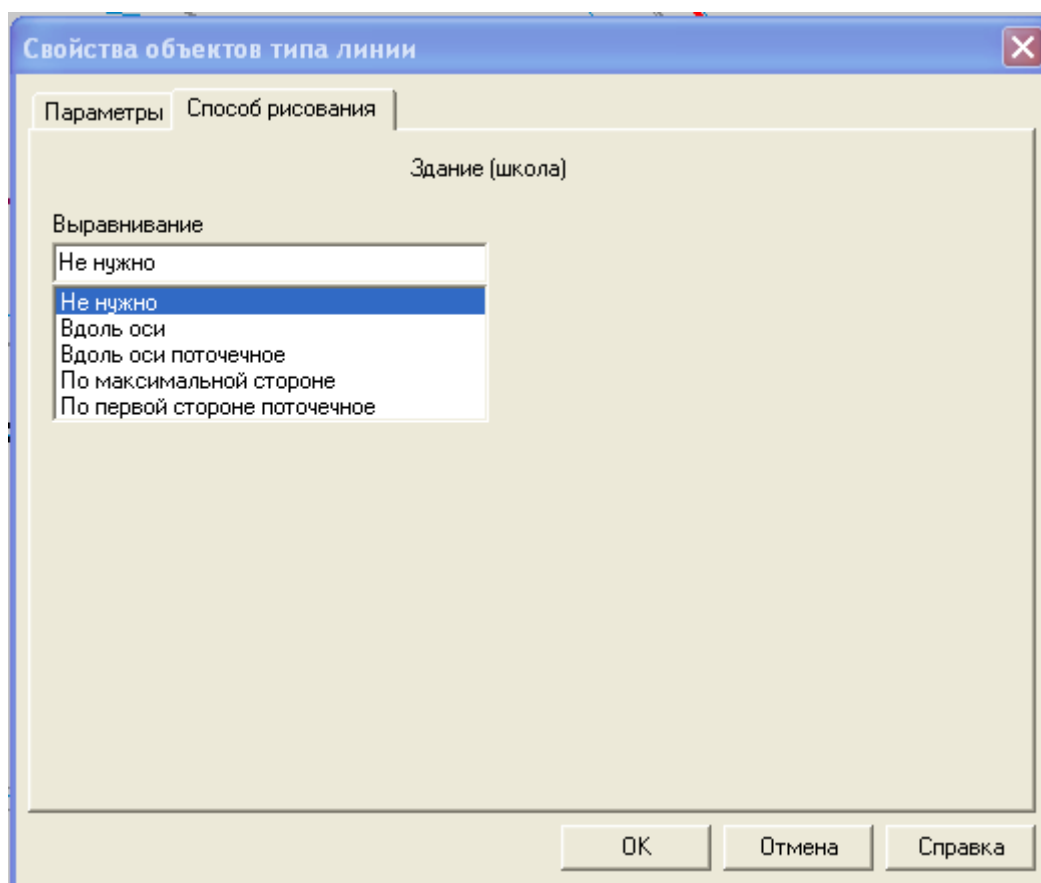 Свойства объектов типа линии
Параметры Способ рисования
Здание (школа)
Выравнивание
Не нужно
Не нужно
Вдоль оси
Вдоль оси поточечное
По максимальной стороне
По первой стороне поточечное
OK Отмена Справка